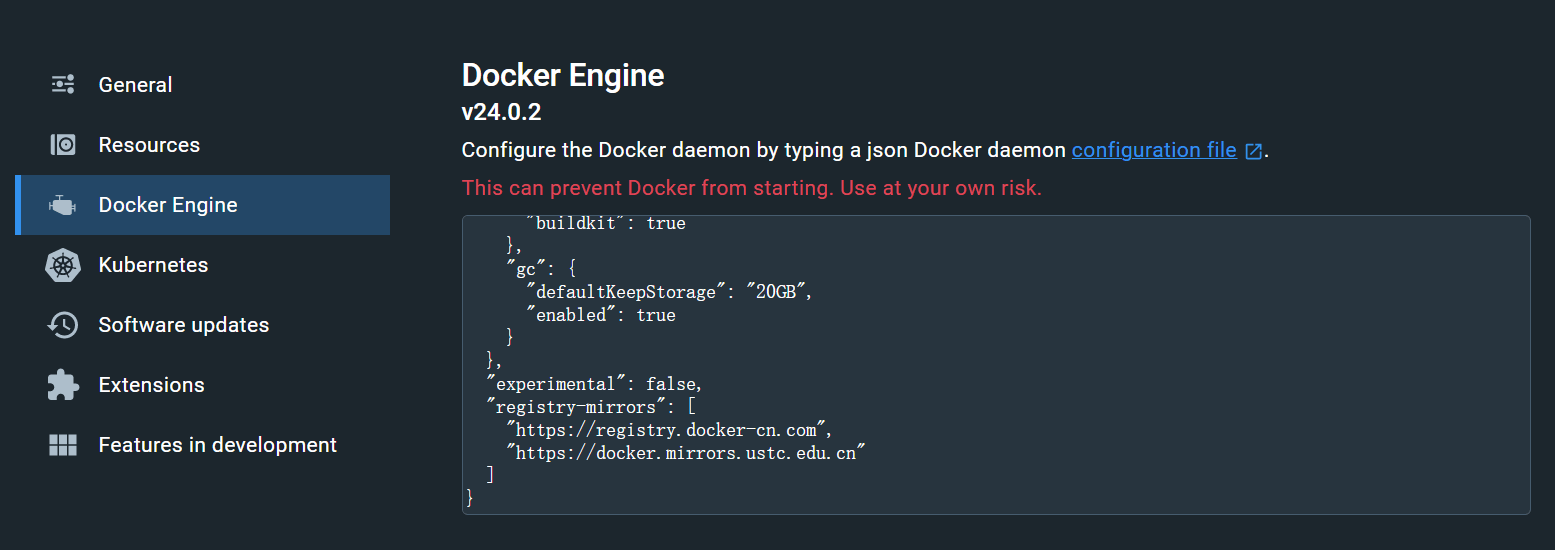 General
Resources
Docker Engine
Kubernetes
Software updates
Extensions
Features in development
Docker Engine
v24.0.2
Configure the Docker daemon by typing a json Docker daemon configuration file.
This can prevent Docker from starting. Use at your own risk.
"buildkit": true
},
"gc": {
"defaultKeepStorage": "20GB",
"enabled": true
}
},
"experimental": false,
"registry-mirrors": [
"https://registry.docker-cn.com",
"https://docker.mirrors.ustc.edu.cn"
]
}